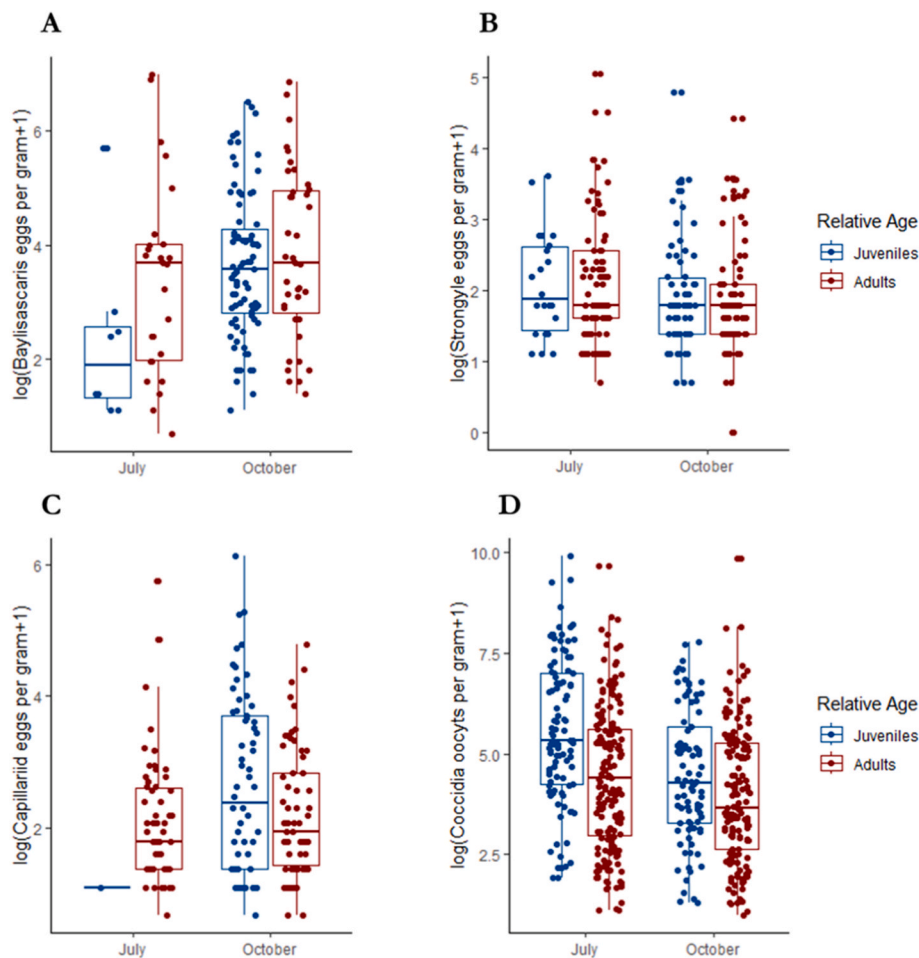 A
log(Baylisascaris eggs per gram+1)
6
4
2
July
October
B
log(Strongyle eggs per gram+1)
5
4
3
2
1
0
July
October
Relative Age
Juveniles
Adults
C
log(Capillariid eggs per gram+1)
6
4
2
July
October
D
log(Coccidia oocyts per gram+1)
10.0
7.5
5.0
2.5
July
October
Relative Age
Juveniles
Adults